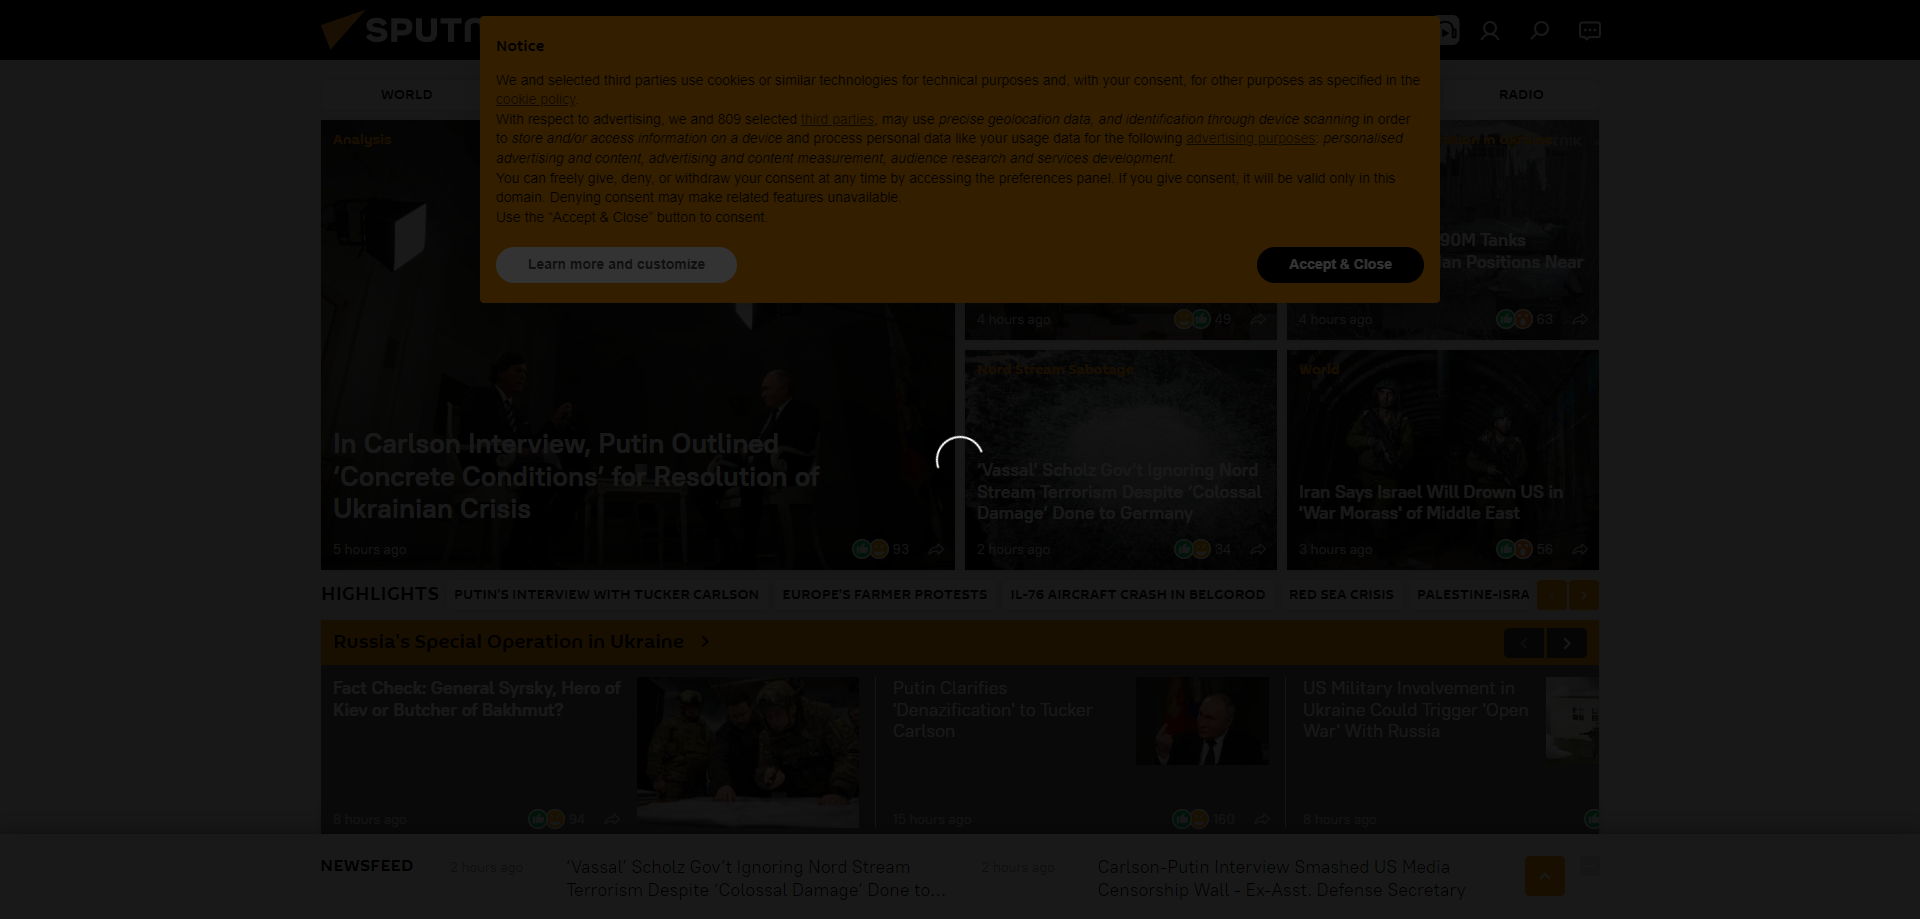 Notice
We and selected third parties use cookies or similar technologies for technical purposes and, with your consent, for other purposes as specified in the
cookie policy.
With respect to advertising, we and 809 selected third parties, may use precise geolocation data, and identification through device scanning in order
to store and/or access information on a device and process personal data like your usage data for the following advertising purposes: personalised
advertising and content, advertising and content measurement, audience research and services development.
You can freely give, deny, or withdraw your consent at any time by accessing the preferences panel. If you give consent, it will be valid only in this
domain. Denying consent may make related features unavailable.
Use the “Accept & Close” button to consent.
Learn more and customize
Accept & Close
WORLD
RADIO
Analysis
In Carlson Interview, Putin Outlined
‘Concrete Conditions’ for Resolution of
Ukrainian Crisis
5 hours ago
93
4 hours ago
49
90M Tanks
Positions Near
4 hours ago
63
Nord Stream Sabotage
‘Vassal’ Scholz Gov’t Ignoring Nord
Stream Terrorism Despite ‘Colossal
Damage’ Done to Germany
2 hours ago
34
World
Iran Says Israel Will Drown US in
'War Morass' of Middle East
3 hours ago
56
HIGHLIGHTS
PUTIN'S INTERVIEW WITH TUCKER CARLSON
EUROPE'S FARMER PROTESTS
IL-76 AIRCRAFT CRASH IN BELGOROD
RED SEA CRISIS
PALESTINE-ISRA
Russia's Special Operation in Ukraine
Fact Check: General Syrsky, Hero of
Kiev or Butcher of Bakhmut?
8 hours ago
94
Putin Clarifies
'Denazification' to Tucker
Carlson
15 hours ago
160
US Military Involvement in
Ukraine Could Trigger 'Open
War' With Russia
8 hours ago
NEWSFEED
2 hours ago
‘Vassal’ Scholz Gov’t Ignoring Nord Stream
Terrorism Despite ‘Colossal Damage’ Done to...
2 hours ago
Carlson-Putin Interview Smashed US Media
Censorship Wall - Ex-Asst. Defense Secretary